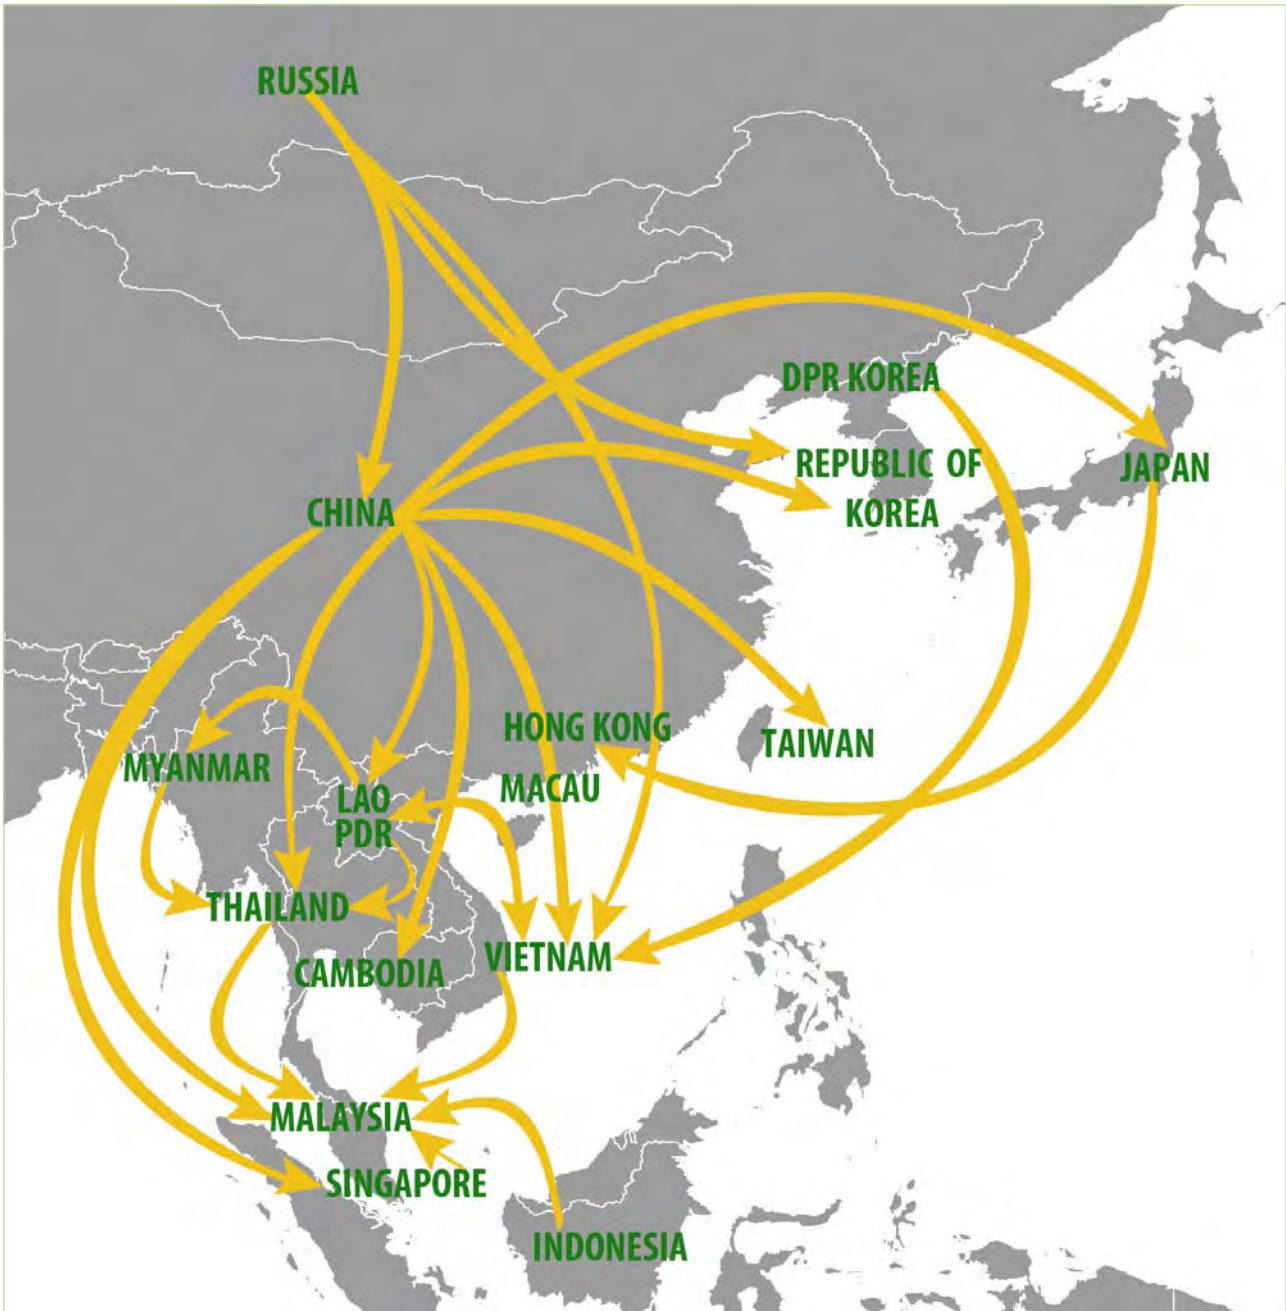 RUSSIA
DPR KOREA
REPUBLIC OF
KOREA
JAPAN
CHINA
HONG KONG
TAIWAN
MYANMAR
MACAU
LAO
PDR
THAILAND
VIETNAM
CAMBODIA
MALAYSIA
SINGAPORE
INDONESIA